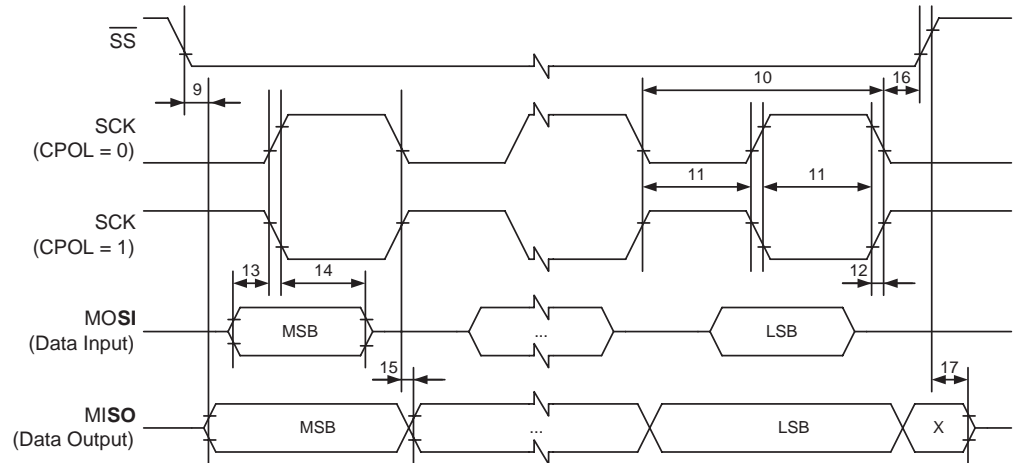 SS
9
10
16
SCK
(CPOL = 0)
11
11
SCK
(CPOL = 1)
13
14
12
MOSI
(Data Input)
MSB
...
LSB
15
17
MISO
(Data Output)
MSB
...
LSB
X